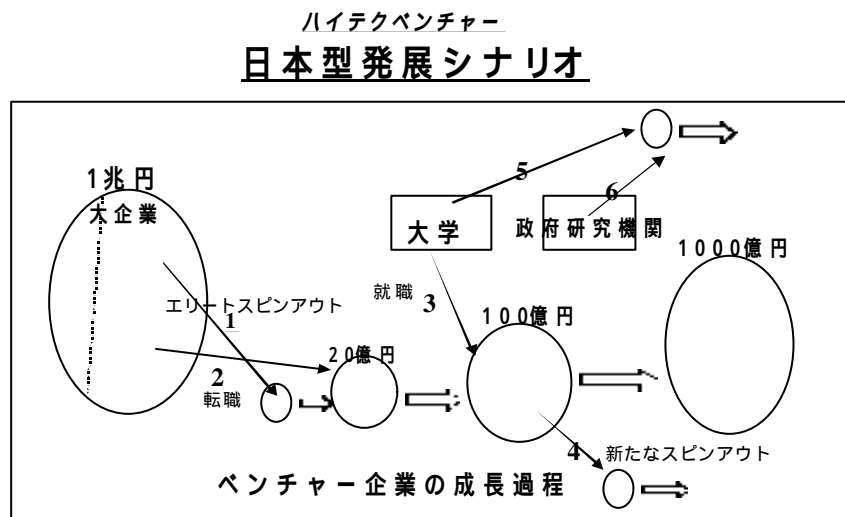 ハイテクベンチャー
日本型発展シナリオ
5
6
1兆円
大企業
大学
政府研究機関
1000億円
エリートスピンアウト
1
就職
3
100億円
20億円
2
転職
4
新たなスピンアウト
ベンチャー企業の成長過程